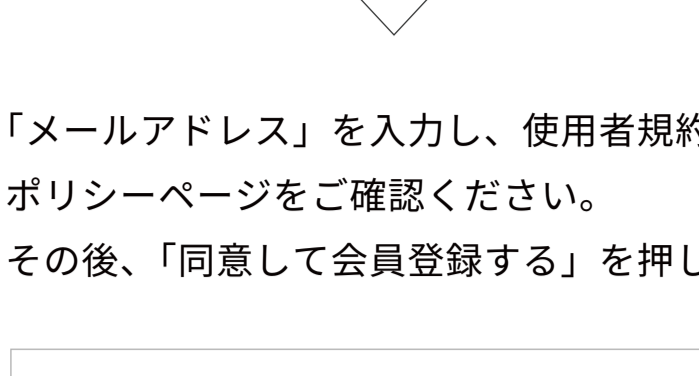 「メールアドレス」を入力し、使用者規約
ポリシーページをご確認ください。
その後、「同意して会員登録する」を押し